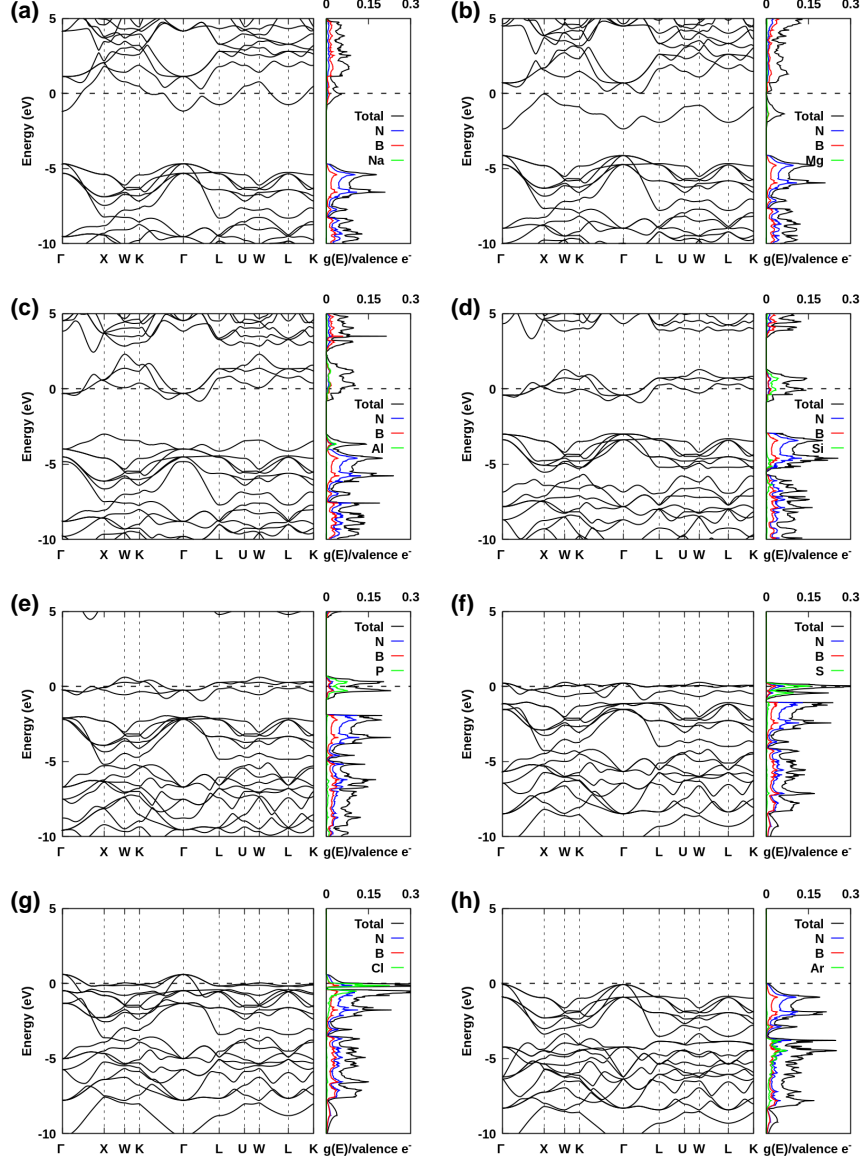 (a) 0 0.15 0.3
5
0
-5
-10
Energy (eV)
Total
N
B
Na
Γ X W K Γ L U W L K g(E)/valence e-
(b) 0 0.15 0.3
5
0
-5
-10
Energy (eV)
Total
N
B
Mg
Γ X W K Γ L U W L K g(E)/valence e-
(c) 0 0.15 0.3
5
0
-5
-10
Energy (eV)
Total
N
B
Al
Γ X W K Γ L U W L K g(E)/valence e-
(d) 0 0.15 0.3
5
0
-5
-10
Energy (eV)
Total
N
B
Si
Γ X W K Γ L U W L K g(E)/valence e-
(e) 0 0.15 0.3
5
0
-5
-10
Energy (eV)
Total
N
B
P
Γ X W K Γ L U W L K g(E)/valence e-
(f) 0 0.15 0.3
5
0
-5
-10
Energy (eV)
Total
N
B
S
Γ X W K Γ L U W L K g(E)/valence e-
(g) 0 0.15 0.3
5
0
-5
-10
Energy (eV)
Total
N
B
Cl
Γ X W K Γ L U W L K g(E)/valence e-
(h) 0 0.15 0.3
5
0
-5
-10
Energy (eV)
Total
N
B
Ar
Γ X W K Γ L U W L K g(E)/valence e-